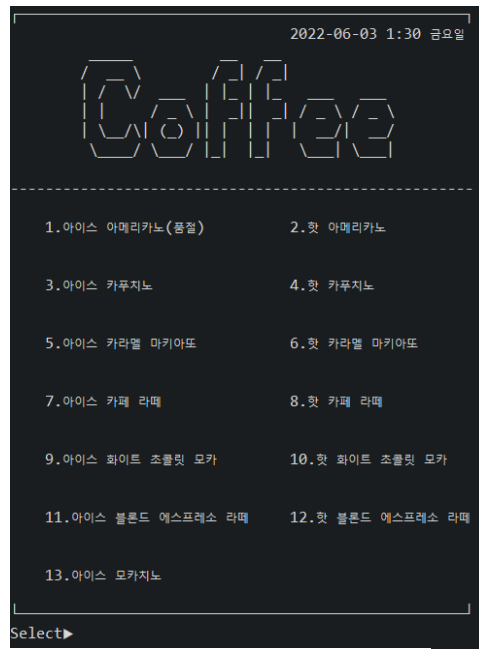 2022-06-03 1:30 금요일
Coffee
1.아이스 아메리카노(품절) 2.핫 아메리카노
3.아이스 카푸치노 4.핫 카푸치노
5.아이스 카라멜 마키아또 6.핫 카라멜 마키아또
7.아이스 카페 라떼 8.핫 카페 라떼
9.아이스 화이트 초콜릿 모카 10.핫 화이트 초콜릿 모카
11.아이스 블론드 에스프레소 라떼 12.핫 블론드 에스프레소 라떼
13.아이스 모카치노
Select▶